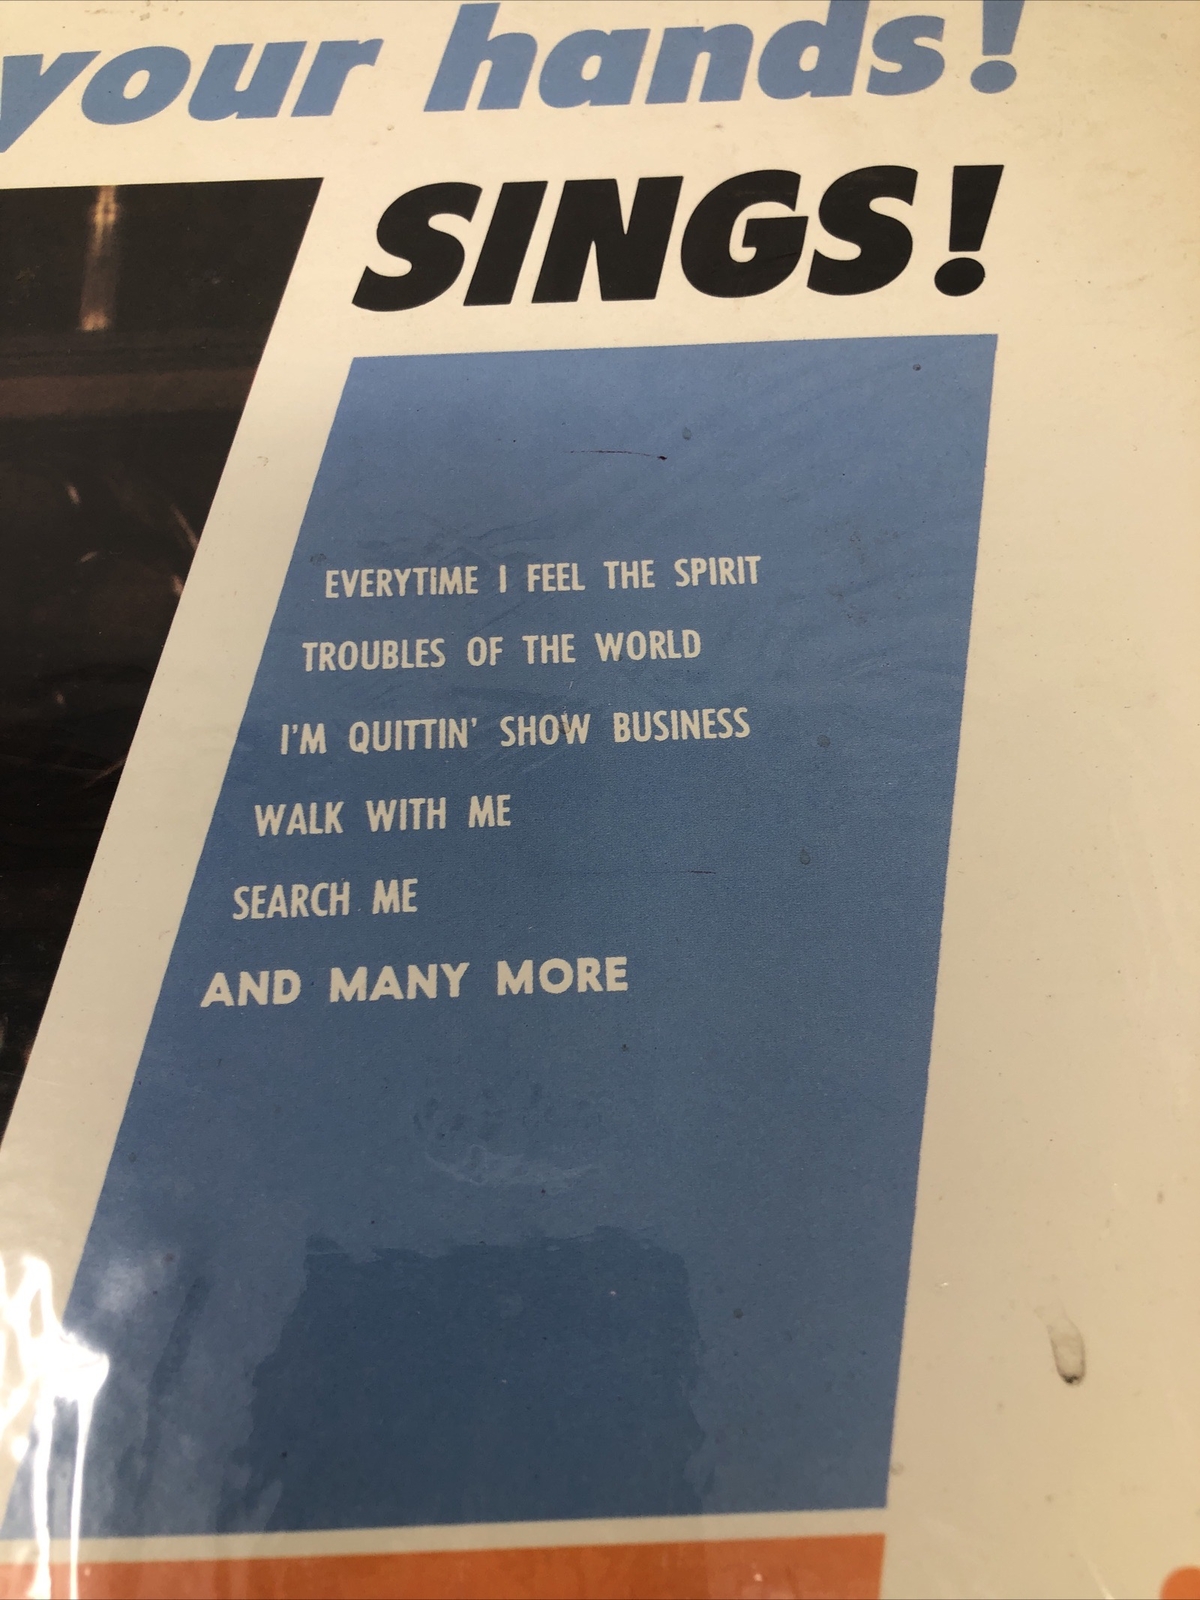 your hands!
SINGS!
EVERYTIME I FEEL THE SPIRIT
TROUBLES OF THE WORLD
I'M QUITTIN' SHOW BUSINESS
WALK WITH ME
SEARCH ME
AND MANY MORE